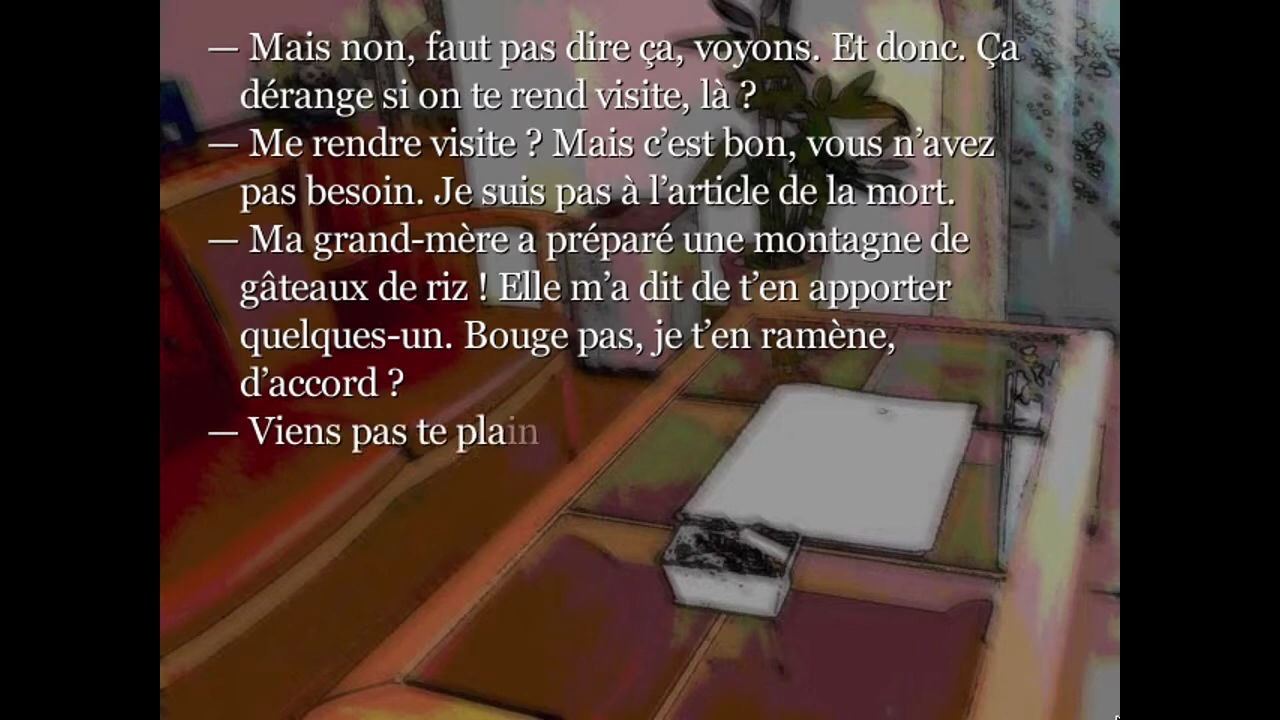 — Mais non, faut pas dire ça, voyons. Et donc. Ça
dérange si on te rend visite, là ?
— Me rendre visite ? Mais c’est bon, vous n’avez
pas besoin. Je suis pas à l’article de la mort.
— Ma grand-mère a préparé une montagne de
gâteaux de riz ! Elle m’a dit de t’en apporter
quelques-un. Bouge pas, je t’en ramène,
d’accord ?
— Viens pas te plain